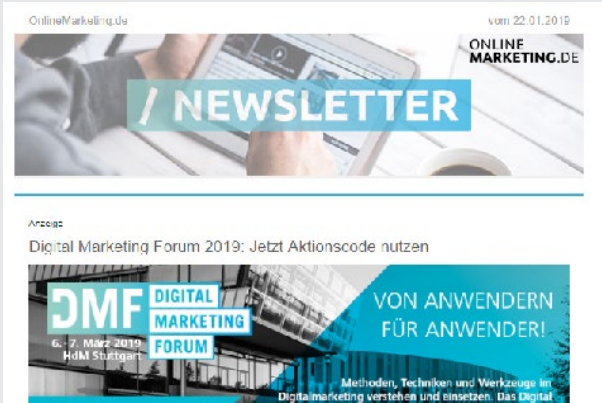 OnlineMarketing.de
vom 22.01.2019
ONLINE
MARKETING.DE
/ NEWSLETTER
Anzeige
Digital Marketing Forum 2019: Jetzt Aktionscode nutzen
DMF DIGITAL
MARKETING
FORUM
6. - 7. März 2019
HdM Stuttgart
VON ANWENDERN
FÜR ANWENDER!
Methoden, Techniken und Werkzeuge im
Digitalmarketing verstehen und einsetzen. Das Digital